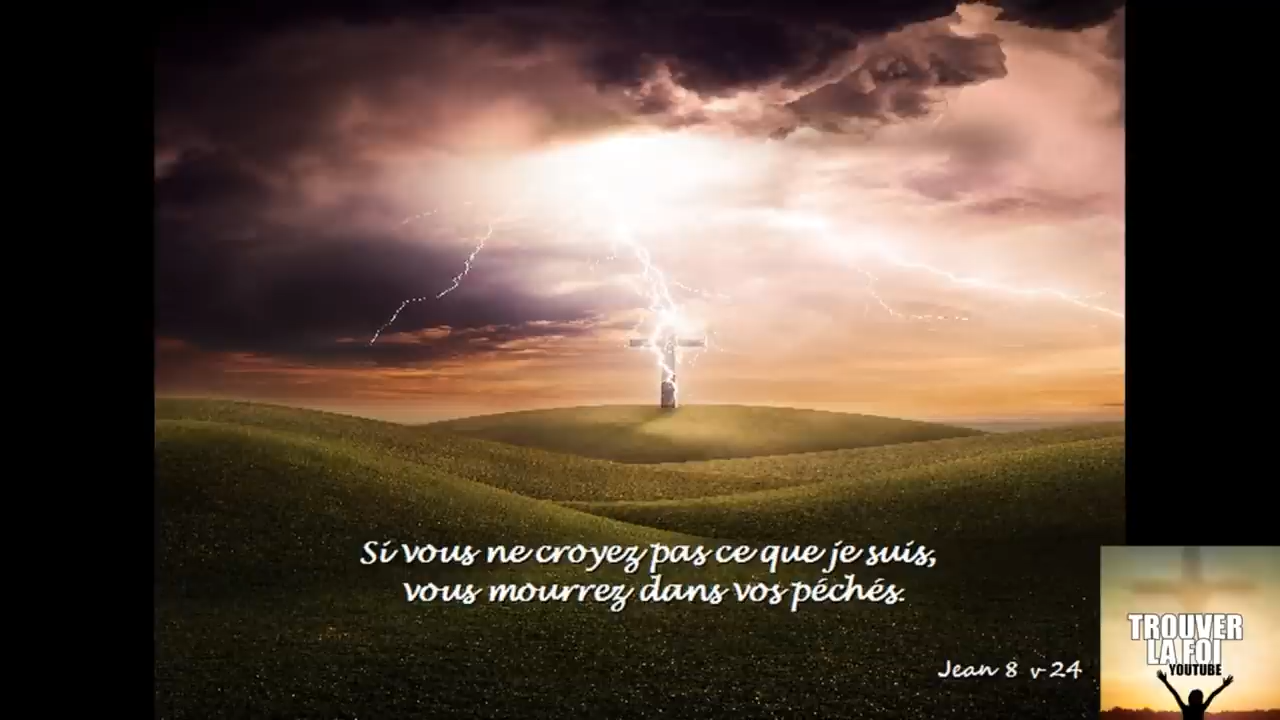 Si vous ne croyez pas ce que je suis,
vous mourrez dans vos péchés.
Jean 8 v 24
TROUVER
LA FOI
YOUTUBE